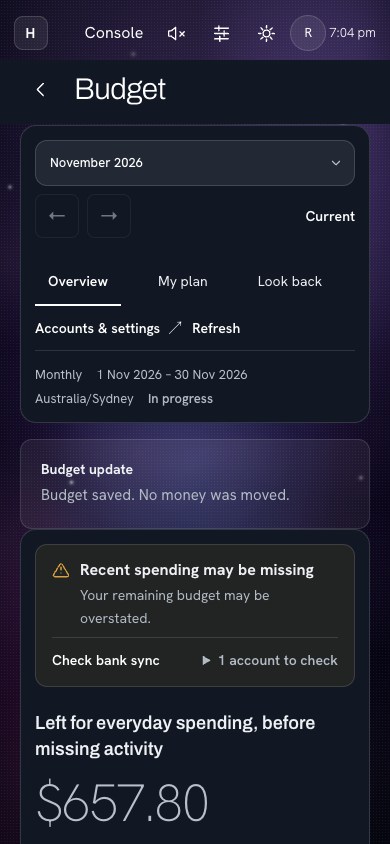 H Console R 7:04 pm
Budget
November 2026
Current
Overview My plan Look back
Accounts & settings Refresh
Monthly 1 Nov 2026 – 30 Nov 2026
Australia/Sydney In progress
Budget update
Budget saved. No money was moved.
Recent spending may be missing
Your remaining budget may be
overstated.
Check bank sync 1 account to check
Left for everyday spending, before
missing activity
$657.80